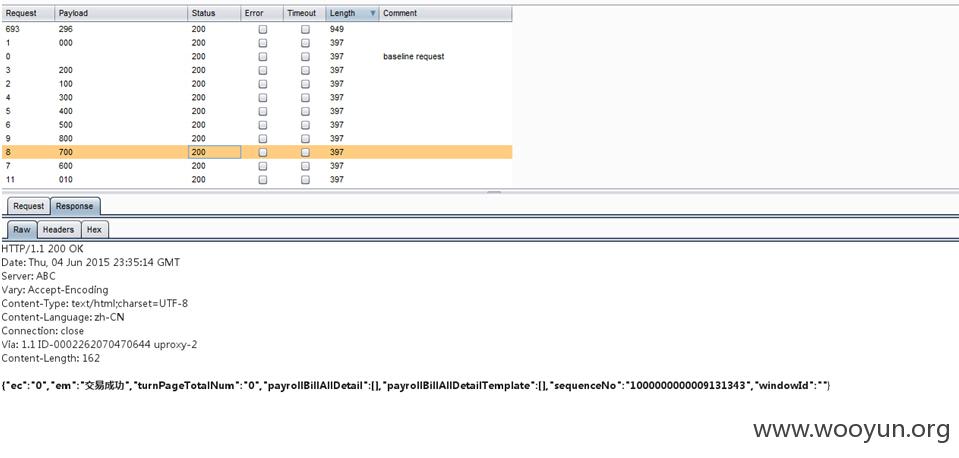 Request Payload Status Error Timeout Length Comment
693 296 200 949
1 000 200 397
0 200 397 baseline request
3 200 200 397
2 100 200 397
4 300 200 397
5 400 200 397
6 500 200 397
9 800 200 397
8 700 200 397
7 600 200 397
11 010 200 397
Request Response
Raw Headers Hex
HTTP/1.1 200 OK
Date: Thu, 04 Jun 2015 23:35:14 GMT
Server: ABC
Vary: Accept-Encoding
Content-Type: text/html;charset=UTF-8
Content-Language: zh-CN
Connection: close
Via: 1.1 ID-0002262070470644 uproxy-2
Content-Length: 162
{"ec":"0","em":"交易成功","turnPageTotalNum":"0","payrollBillAllDetail":[],"payrollBillAllDetailTemplate":[],"sequenceNo":"1000000000009131343","windowId":""}
www.wooyun.org